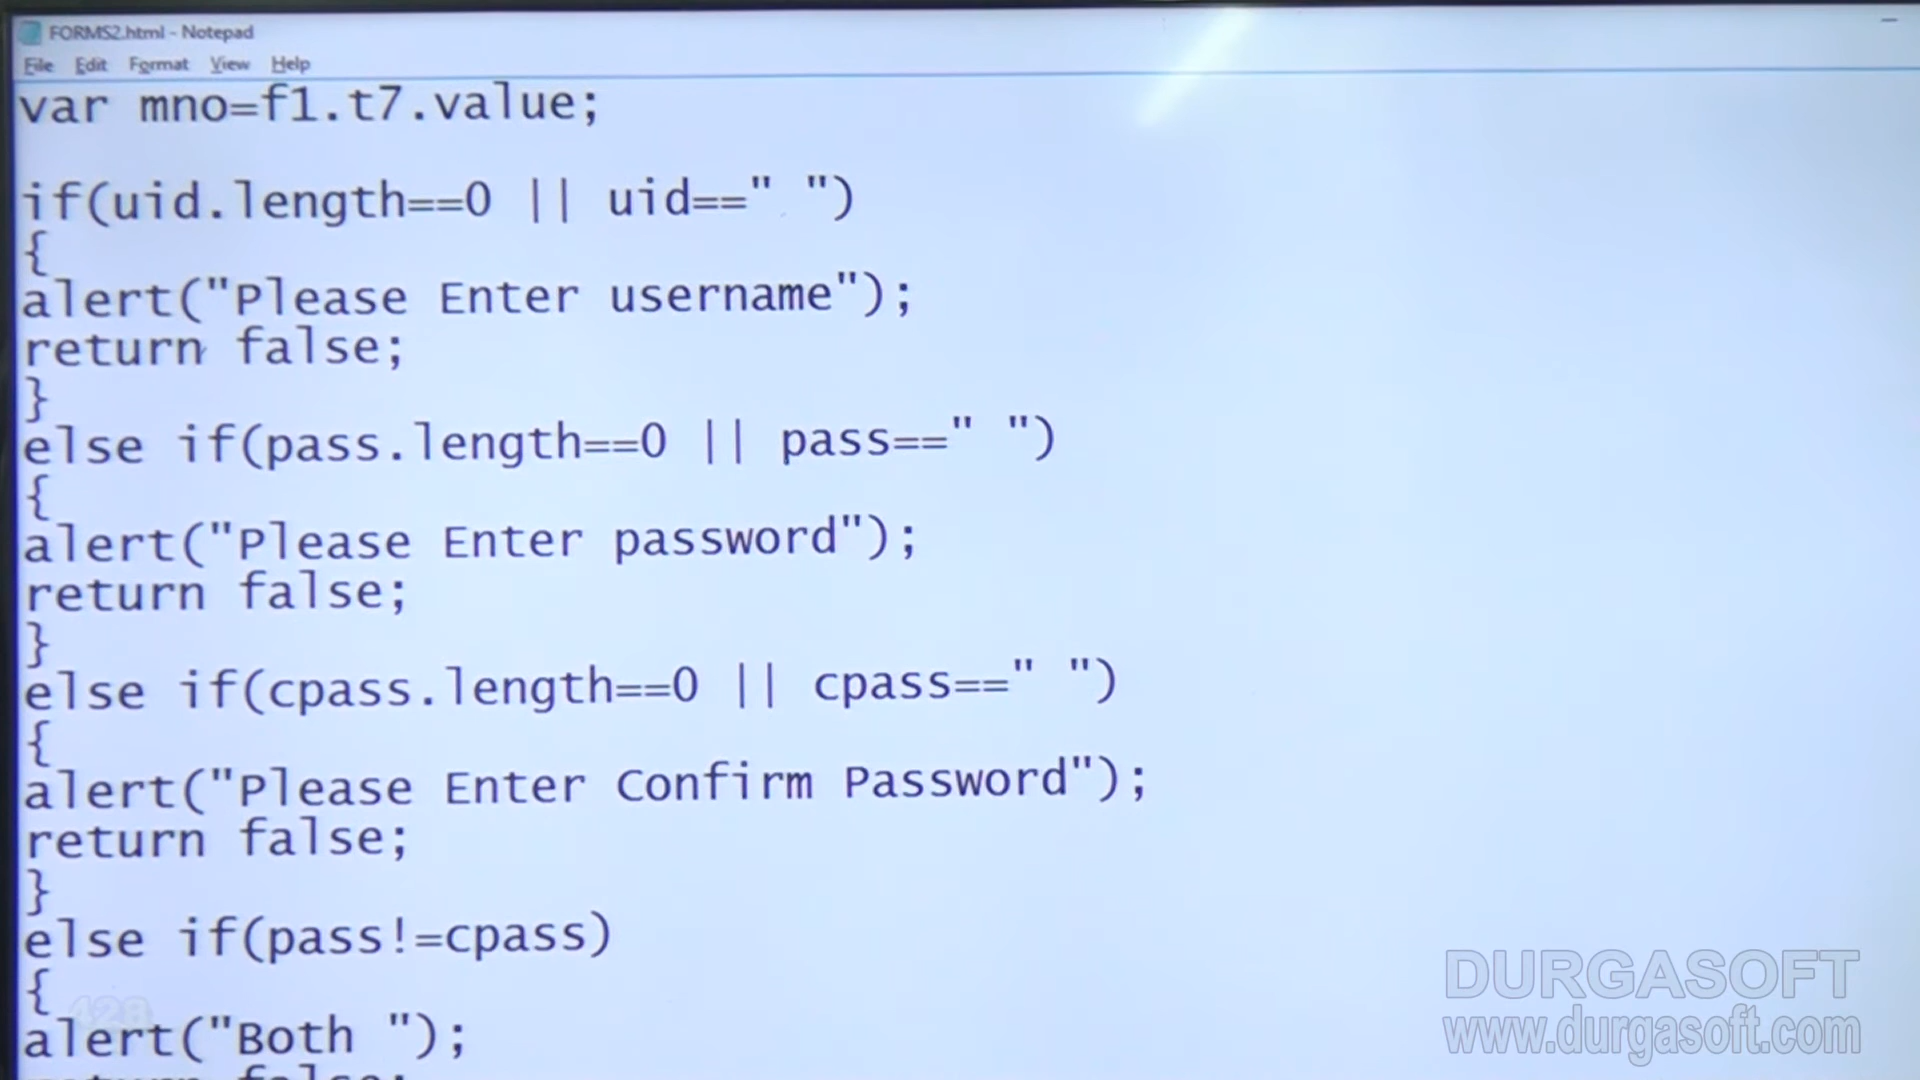 FORMS2.html - Notepad
File Edit Format View Help
var mno=f1.t7.value;
if(uid.length==0 || uid==" ")
{
alert("Please Enter username");
return false;
}
else if(pass.length==0 || pass==" ")
{
alert("Please Enter password");
return false;
}
else if(cpass.length==0 || cpass==" ")
{
alert("Please Enter Confirm Password");
return false;
}
else if(pass!=cpass)
{
428
alert("Both ");
return false;
DURGASOFT
www.durgasoft.com